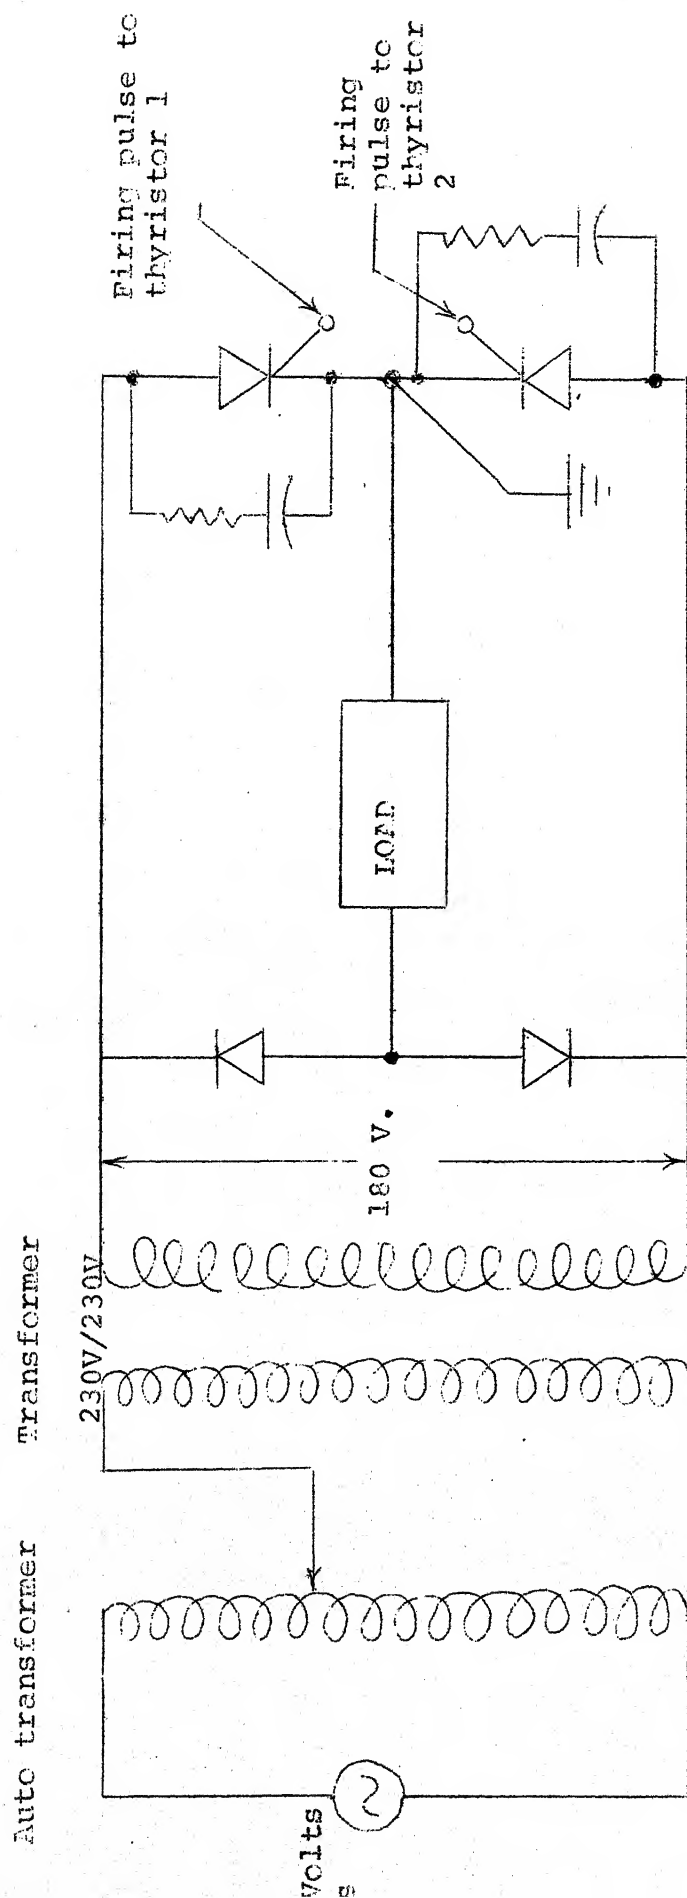 Auto transformer
Transformer
230V/230V
180 V.
LOAD
Firing pulse to
thyristor 1
Firing
pulse to
thyristor
2
Volts